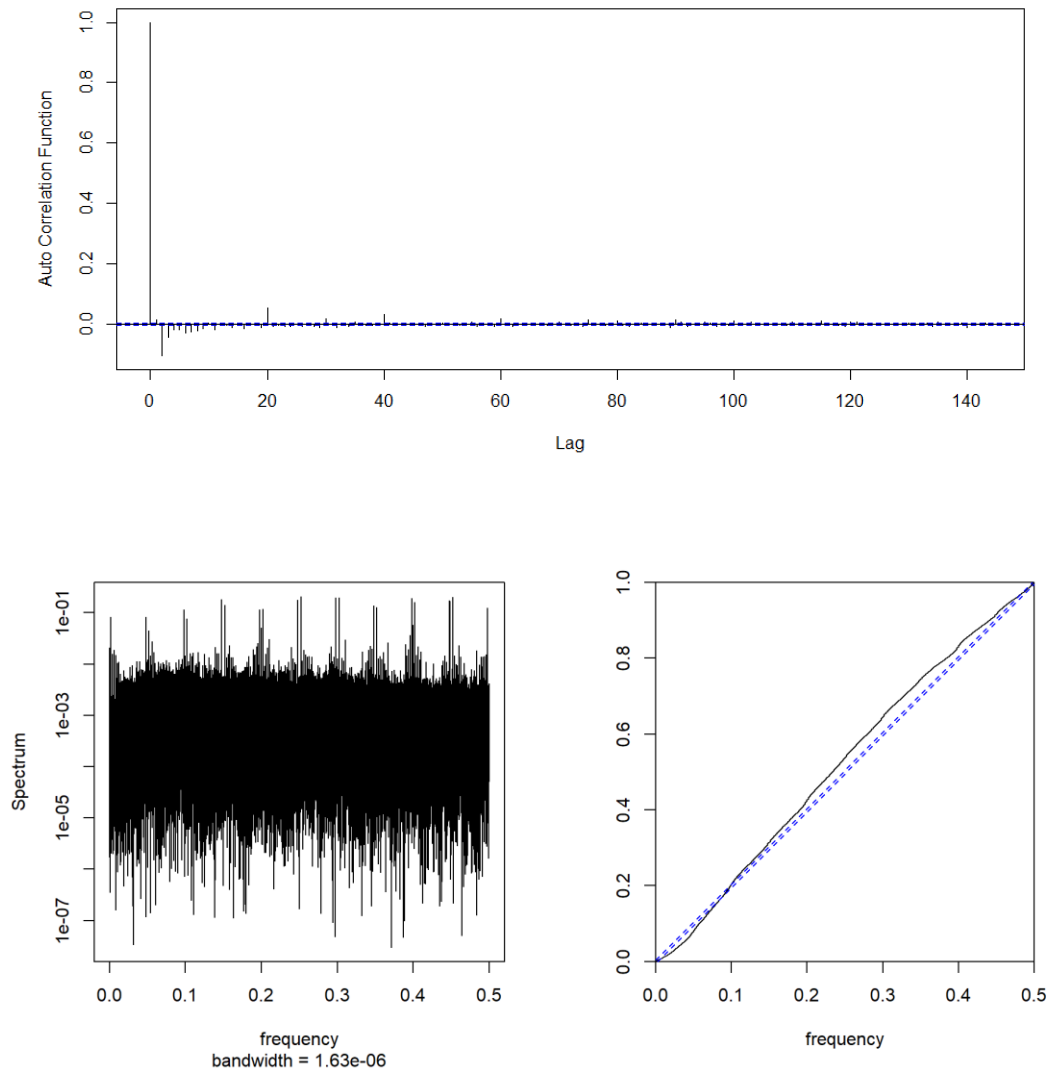 Auto Correlation Function
1.0
0.8
0.6
0.4
0.2
0.0
0 20 40 60 80 100 120 140
Lag
Spectrum
1e-01
1e-03
1e-05
1e-07
0.0 0.1 0.2 0.3 0.4 0.5
frequency
bandwidth = 1.63e-06
1.0
0.8
0.6
0.4
0.2
0.0
0.0 0.1 0.2 0.3 0.4 0.5
frequency